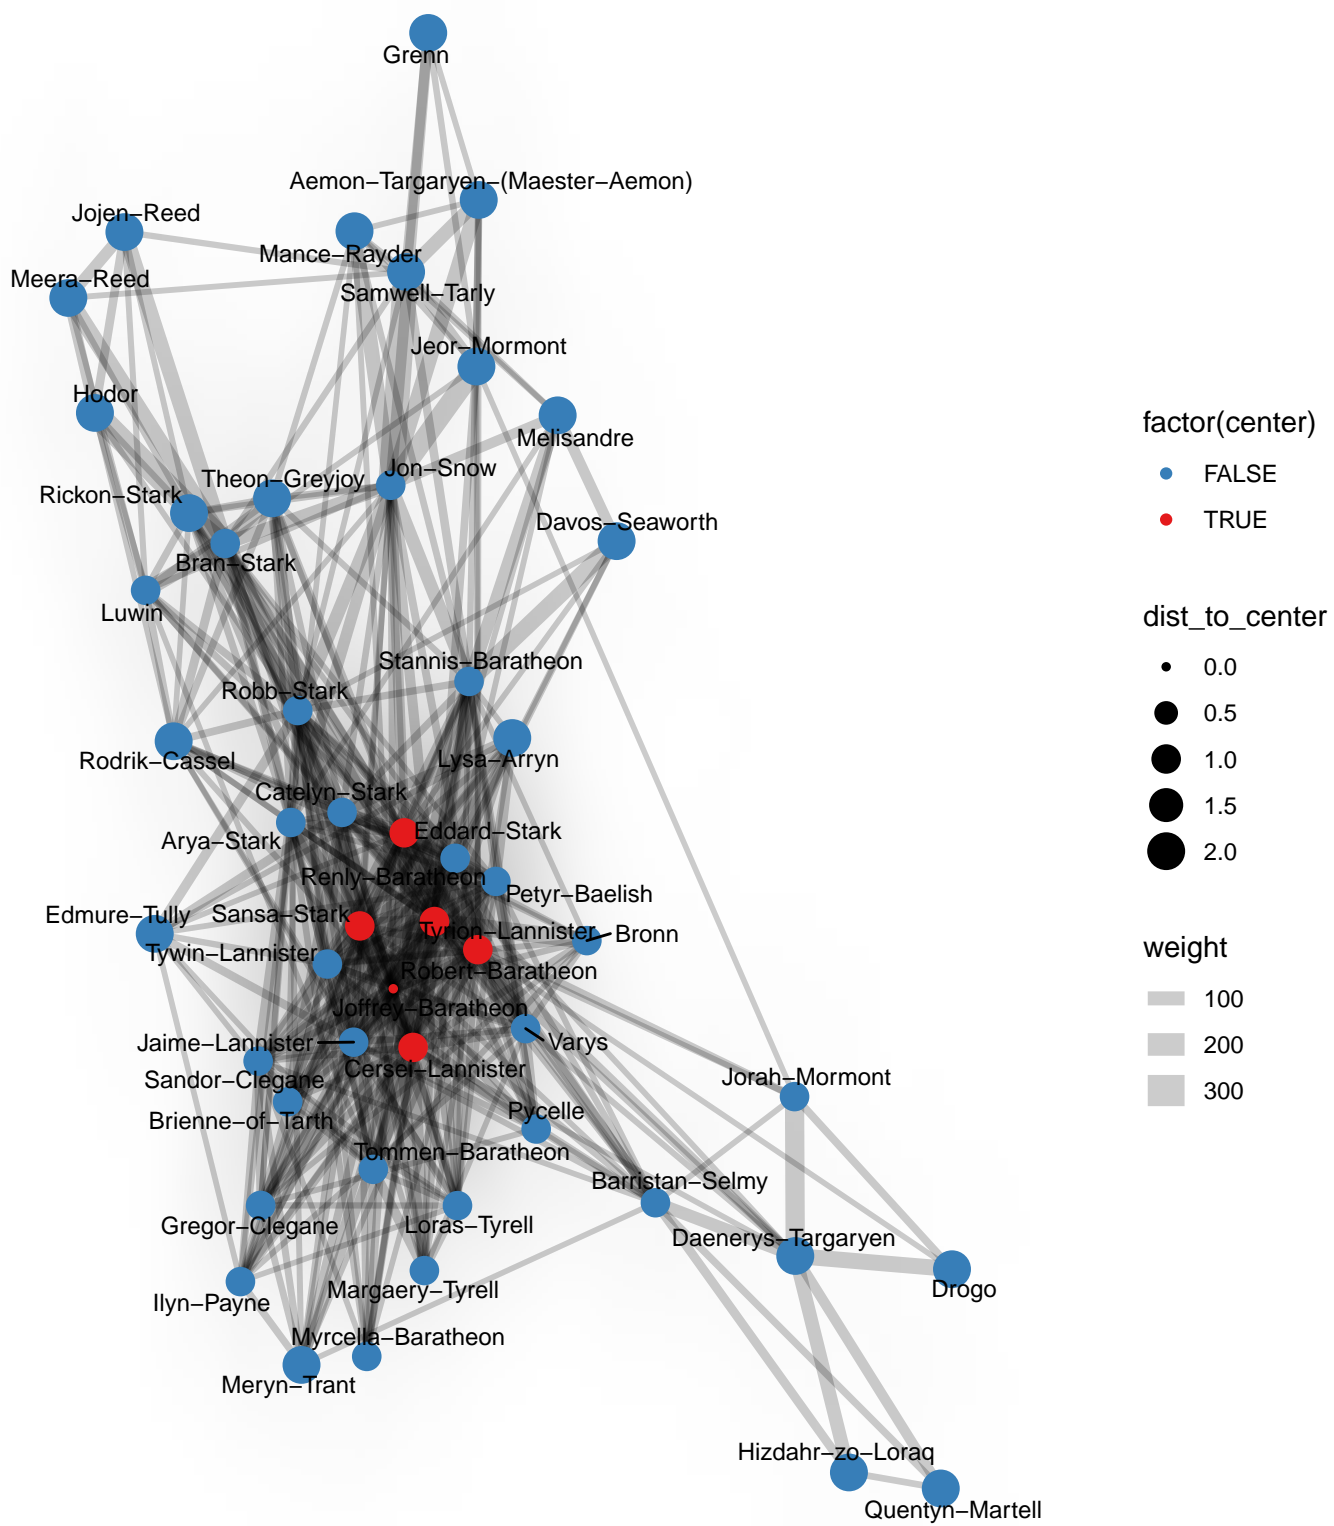 Grenn
Aemon−Targaryen−(Maester−Aemon)
Jojen−Reed
Mance−Rayder
Meera−Reed
Samwell−Tarly
Jeor−Mormont
Hodor
Melisandre
Jon−Snow
Theon−Greyjoy
Rickon−Stark
Davos−Seaworth
Bran−Stark
Luwin
Stannis−Baratheon
Robb−Stark
Lysa−Arryn
Rodrik−Cassel
Catelyn−Stark
Eddard−Stark
Arya−Stark
Renly−Baratheon
Petyr−Baelish
Edmure−Tully
Sansa−Stark
Tyrion−Lannister
Bronn
Tywin−Lannister
Robert−Baratheon
Joffrey−Baratheon
Jaime−Lannister
Varys
Cersei−Lannister
Sandor−Clegane
Jorah−Mormont
Pycelle
Brienne−of−Tarth
Tommen−Baratheon
Barristan−Selmy
Gregor−Clegane
Loras−Tyrell
Daenerys−Targaryen
Margaery−Tyrell
Drogo
Ilyn−Payne
Myrcella−Baratheon
Meryn−Trant
Hizdahr−zo−Loraq
Quentyn−Martell
factor(center)
FALSE
TRUE
dist_to_center
0.0
0.5
1.0
1.5
2.0
weight
100
200
300